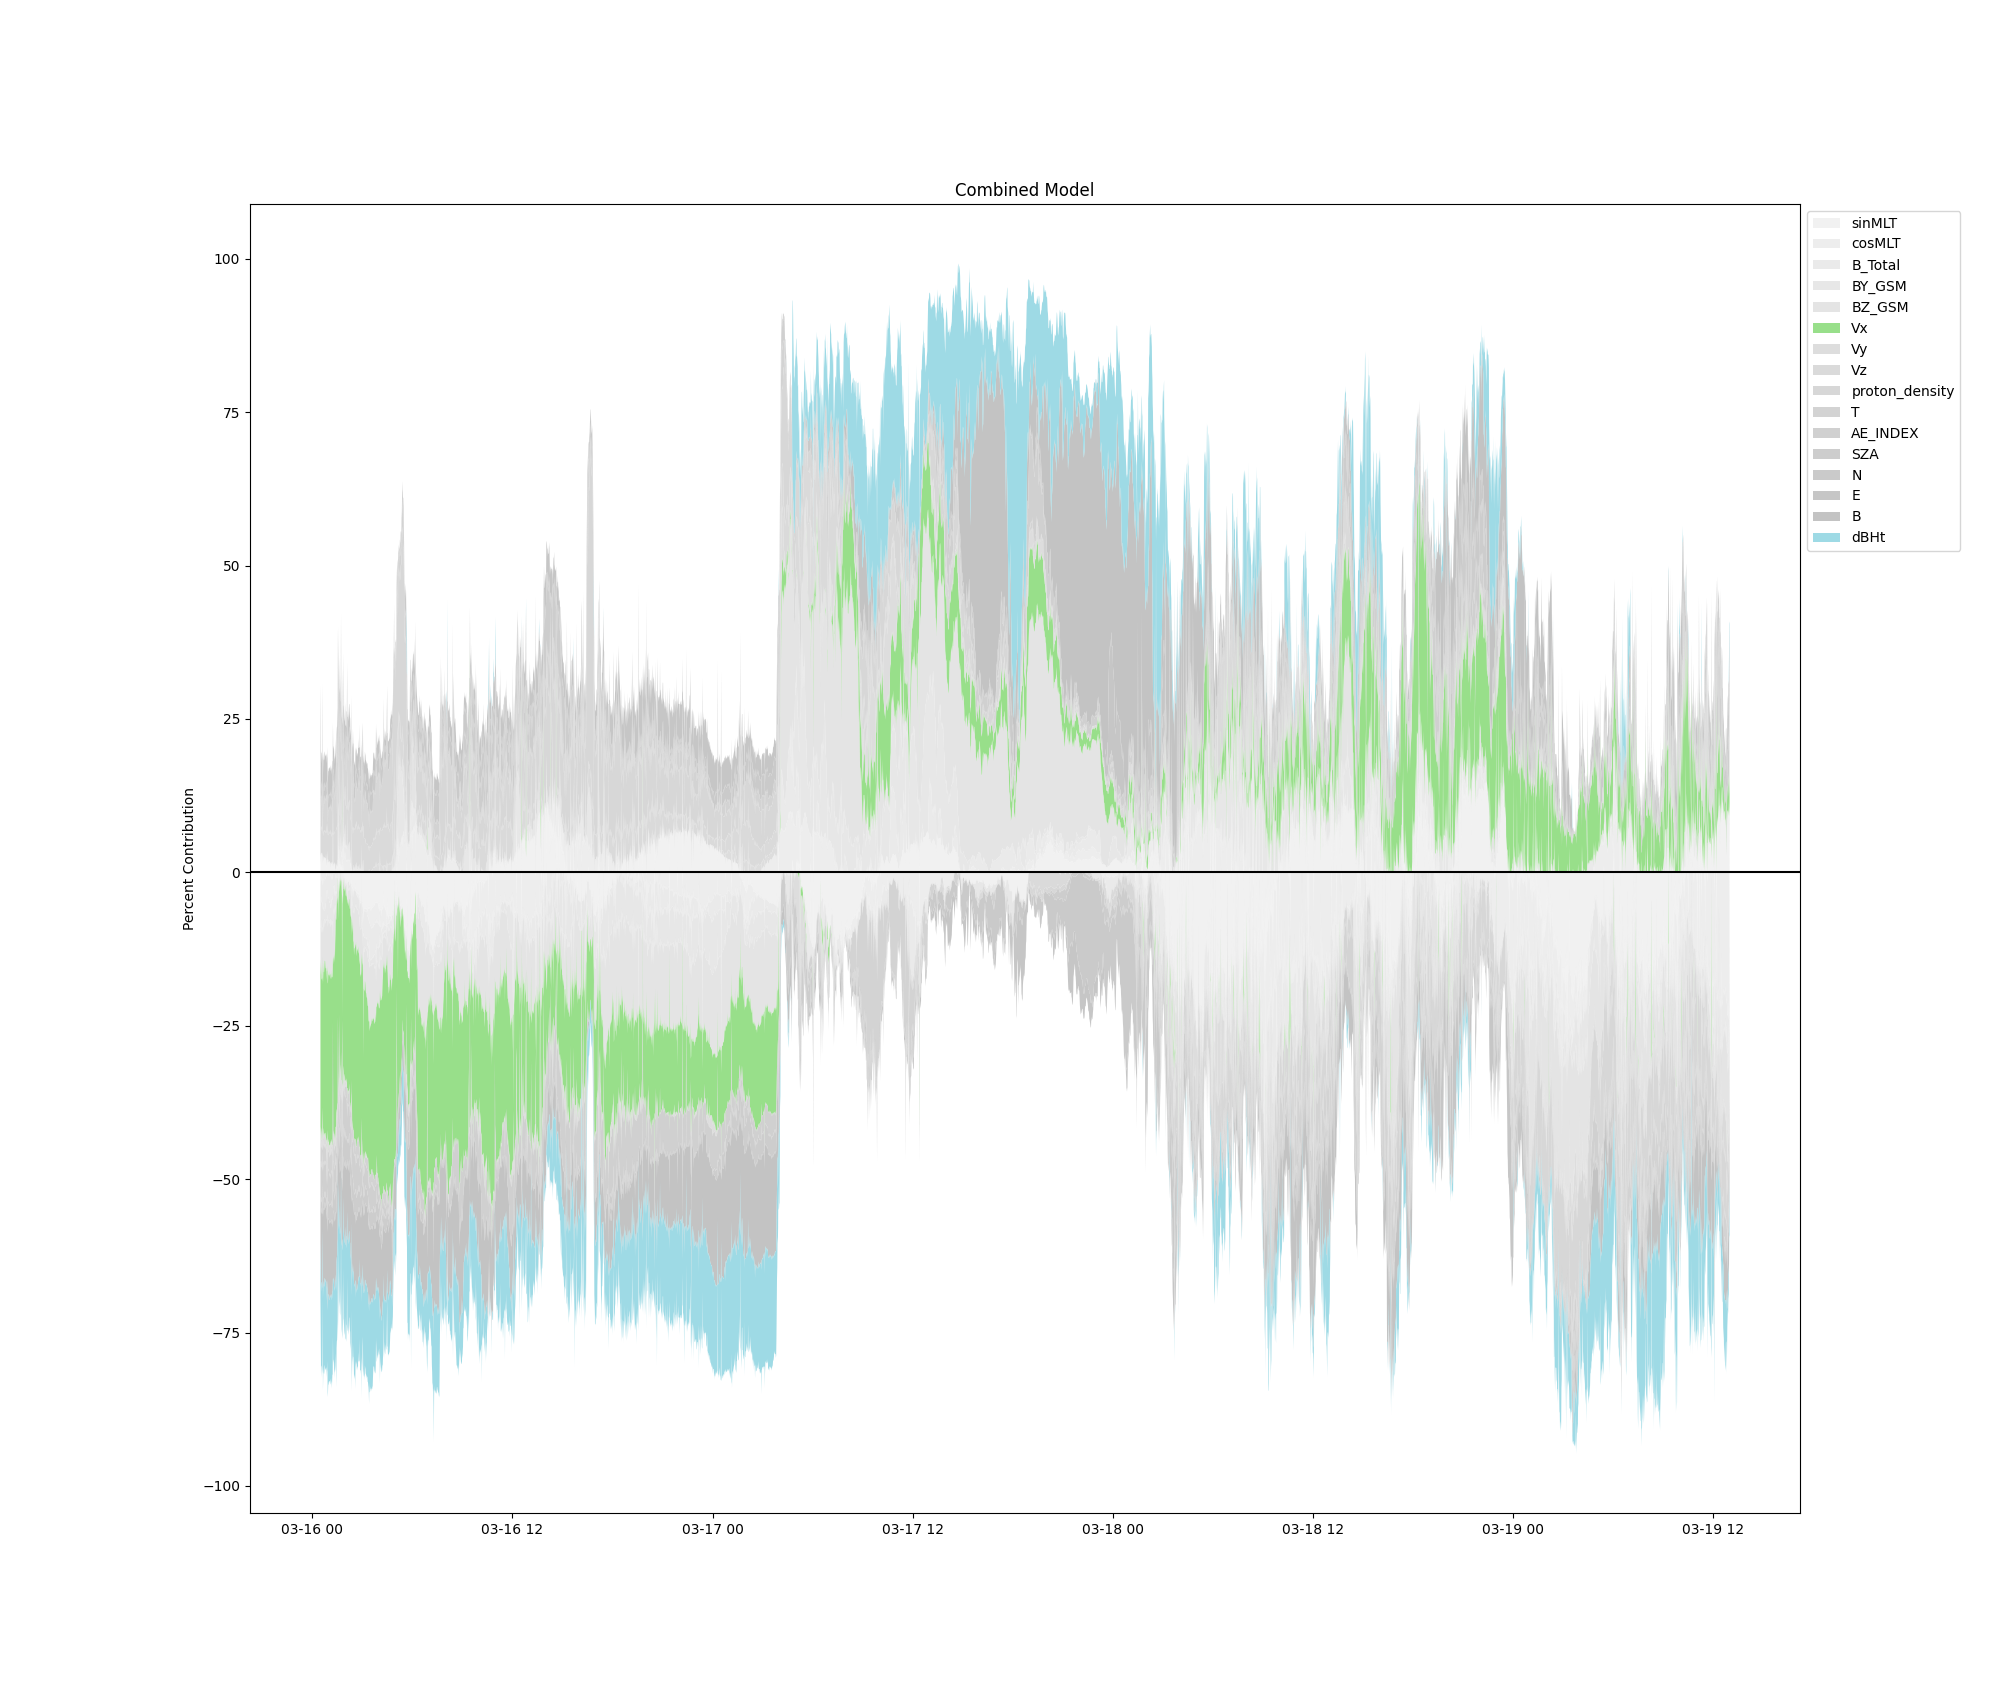 Combined Model
sinMLT
cosMLT
B_Total
BY_GSM
BZ_GSM
Vx
Vy
Vz
proton_density
T
AE_INDEX
SZA
N
E
B
dBHt
Percent Contribution
100
75
50
25
0
−25
−50
−75
−100
03-16 00
03-16 12
03-17 00
03-17 12
03-18 00
03-18 12
03-19 00
03-19 12